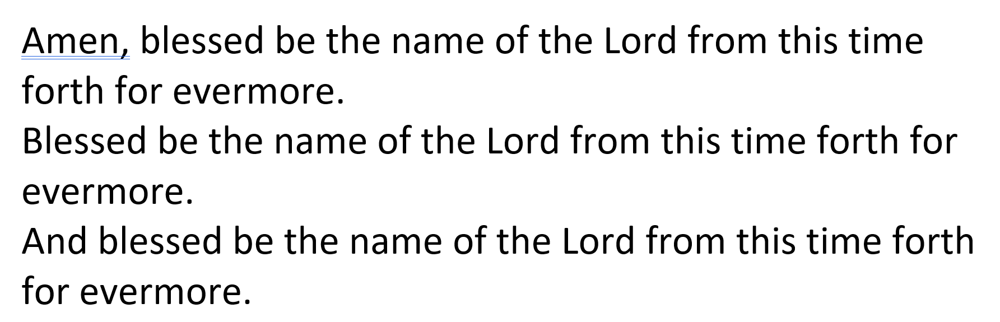 Amen, blessed be the name of the Lord from this time
forth for evermore.
Blessed be the name of the Lord from this time forth for
evermore.
And blessed be the name of the Lord from this time forth
for evermore.